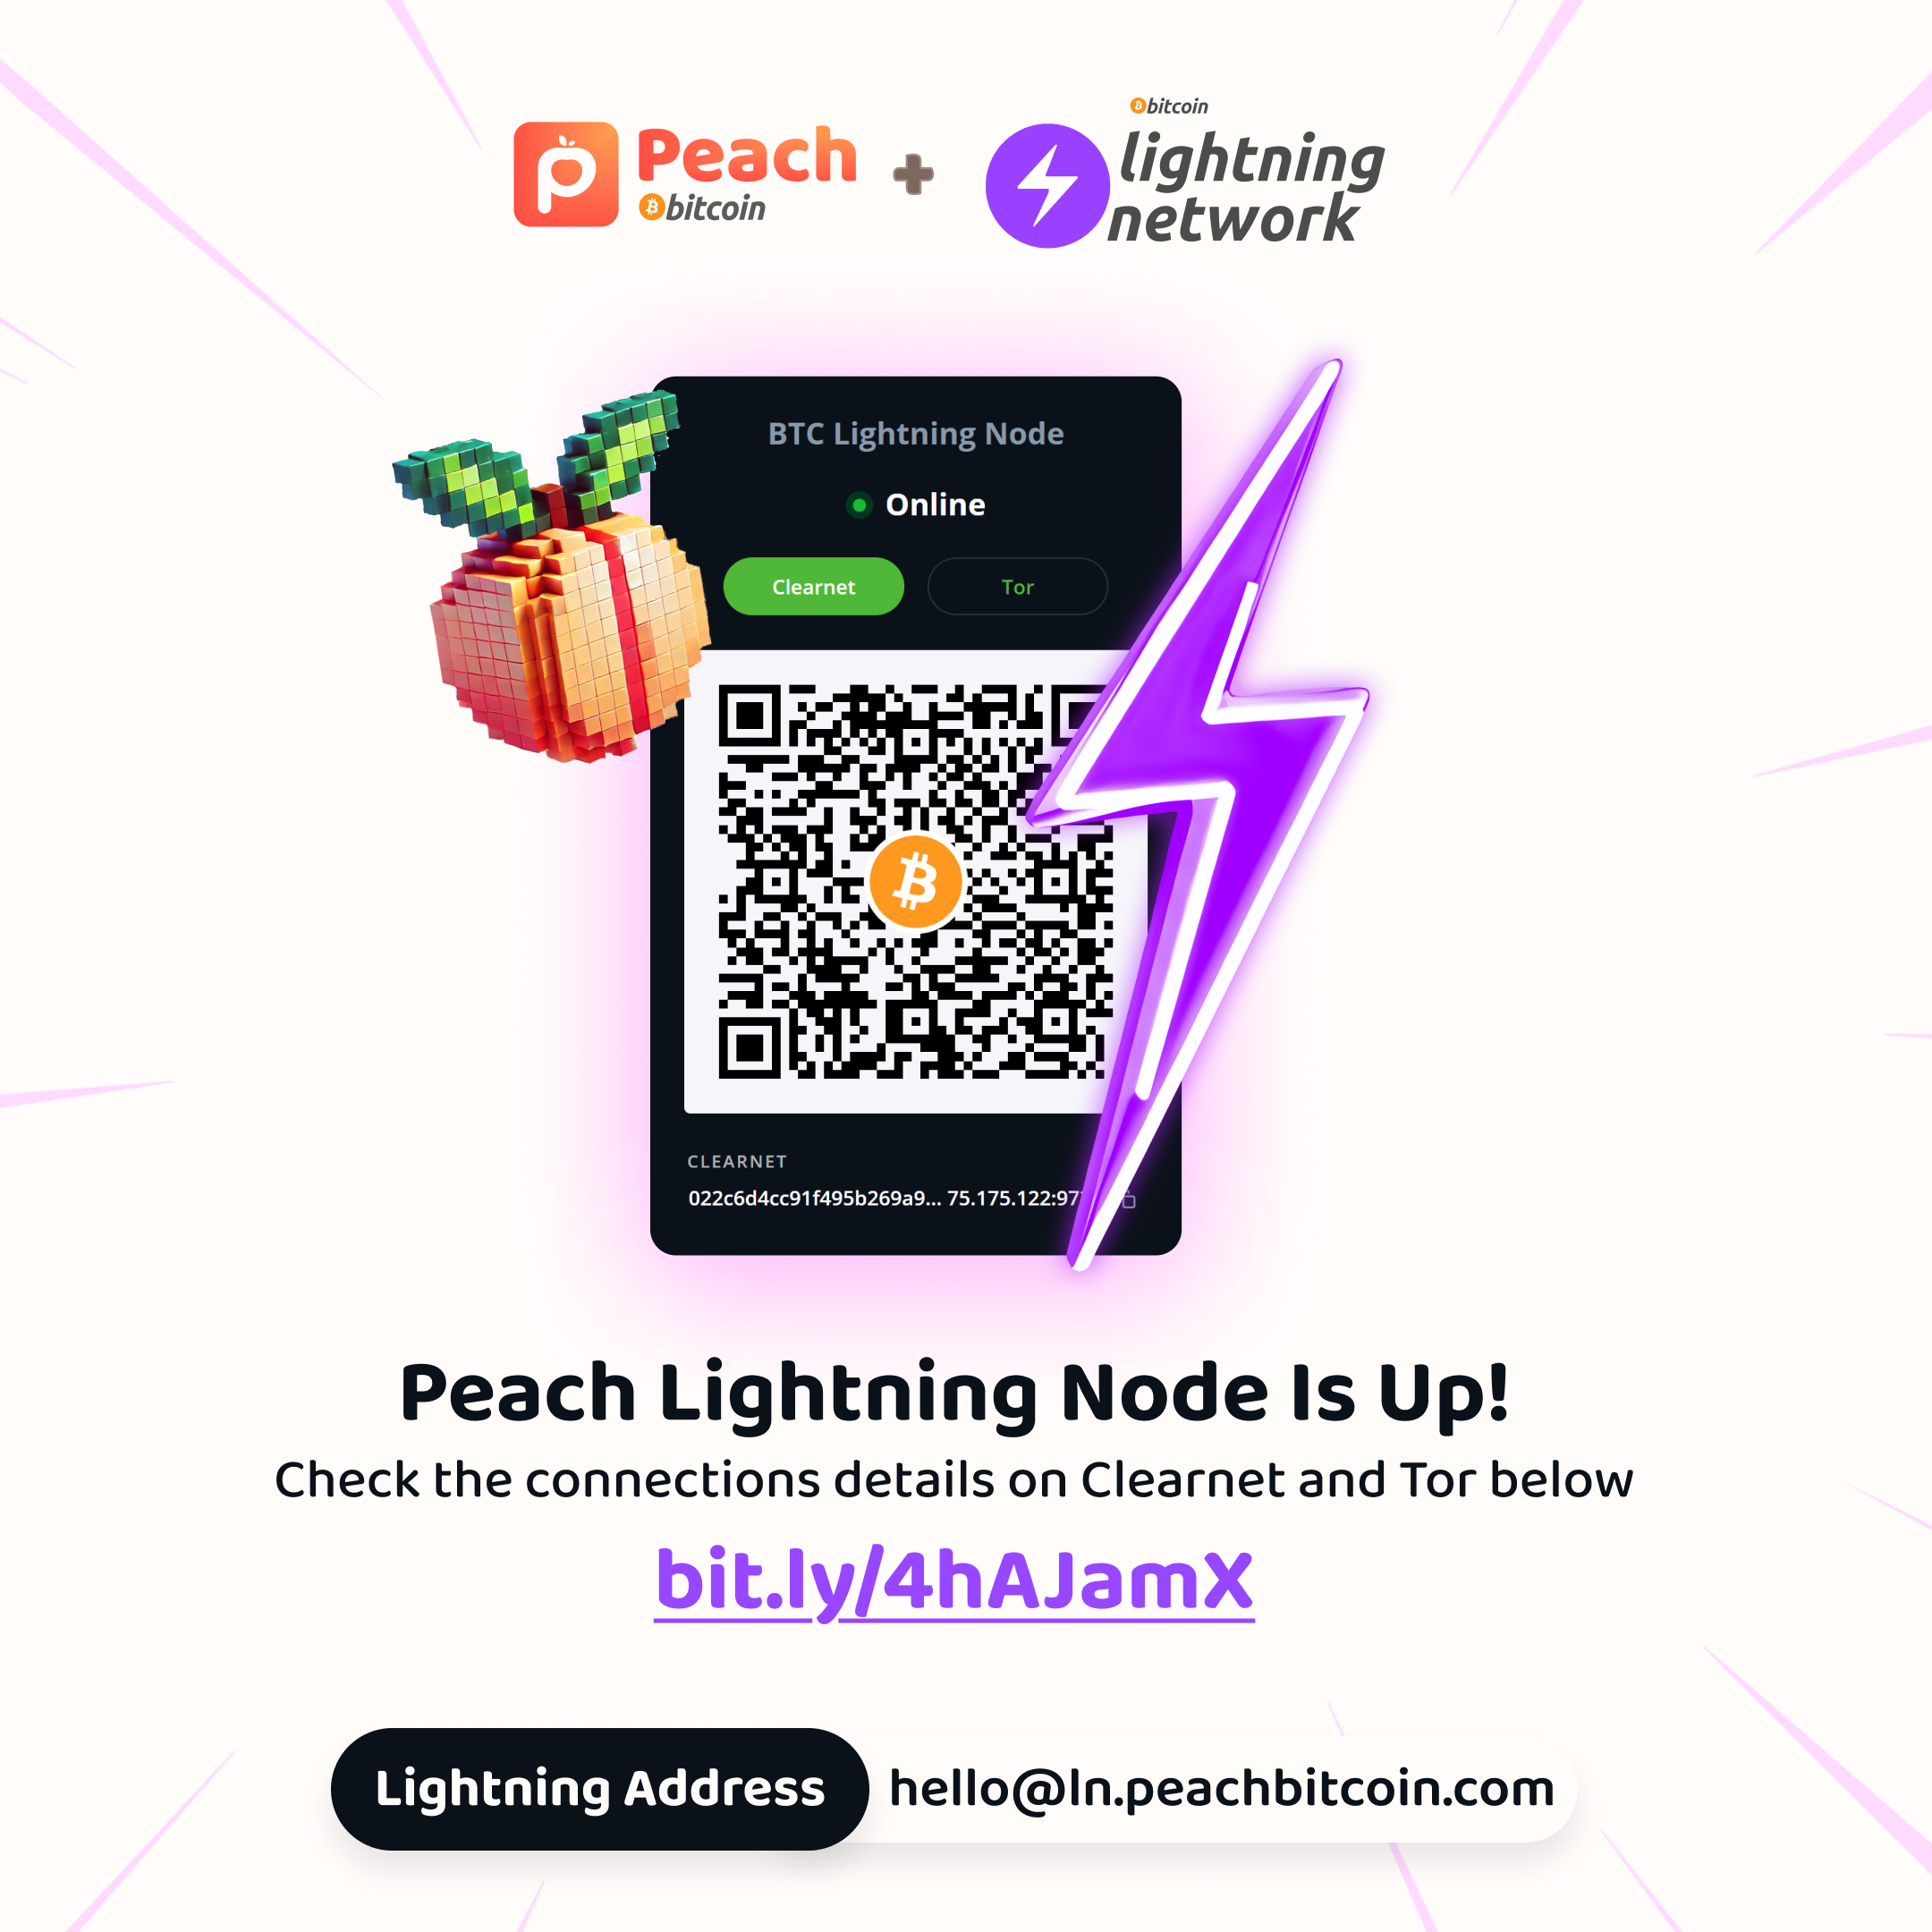 Peach
bitcoin
bitcoin
lightning
network
BTC Lightning Node
Online
Clearnet
Tor
CLEARNET
022c6d4cc91f495b269a9... 75.175.122:97
Peach Lightning Node Is Up!
Check the connections details on Clearnet and Tor below
bit.ly/4hAJamX
Lightning Address
hello@ln.peachbitcoin.com